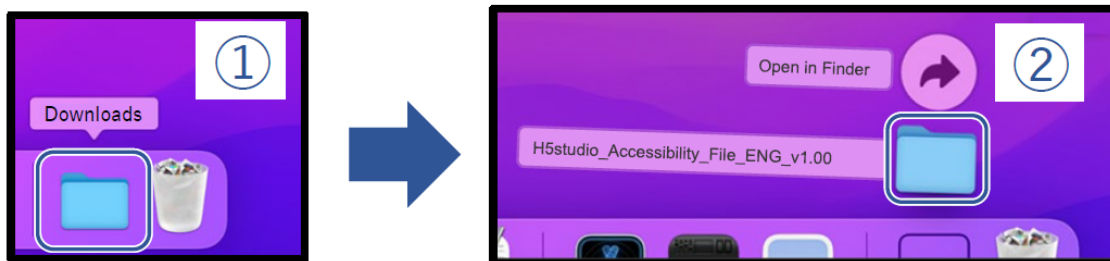 ①
Downloads
②
Open in Finder
H5studio_Accessibility_File_ENG_v1.00